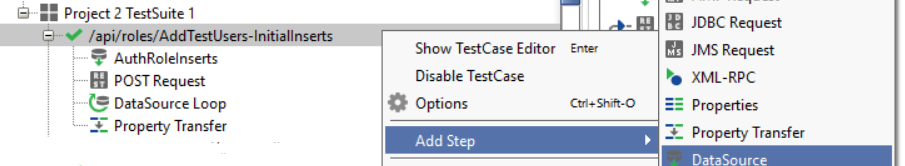 Project 2 TestSuite 1
/api/roles/AddTestUsers-InitialInserts
AuthRoleInserts
POST Request
DataSource Loop
Property Transfer
Show TestCase Editor Enter
Disable TestCase
Options Ctrl+Shift-O
Add Step
JDBC Request
JMS Request
XML-RPC
Properties
Property Transfer
DataSource